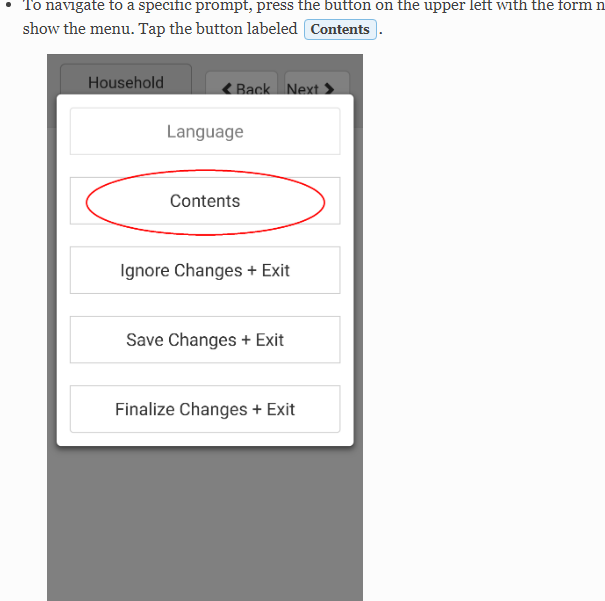 To navigate to a specific prompt, press the button on the upper left with the form
show the menu. Tap the button labeled Contents .
Household
Back Next
Language
Contents
Ignore Changes + Exit
Save Changes + Exit
Finalize Changes + Exit